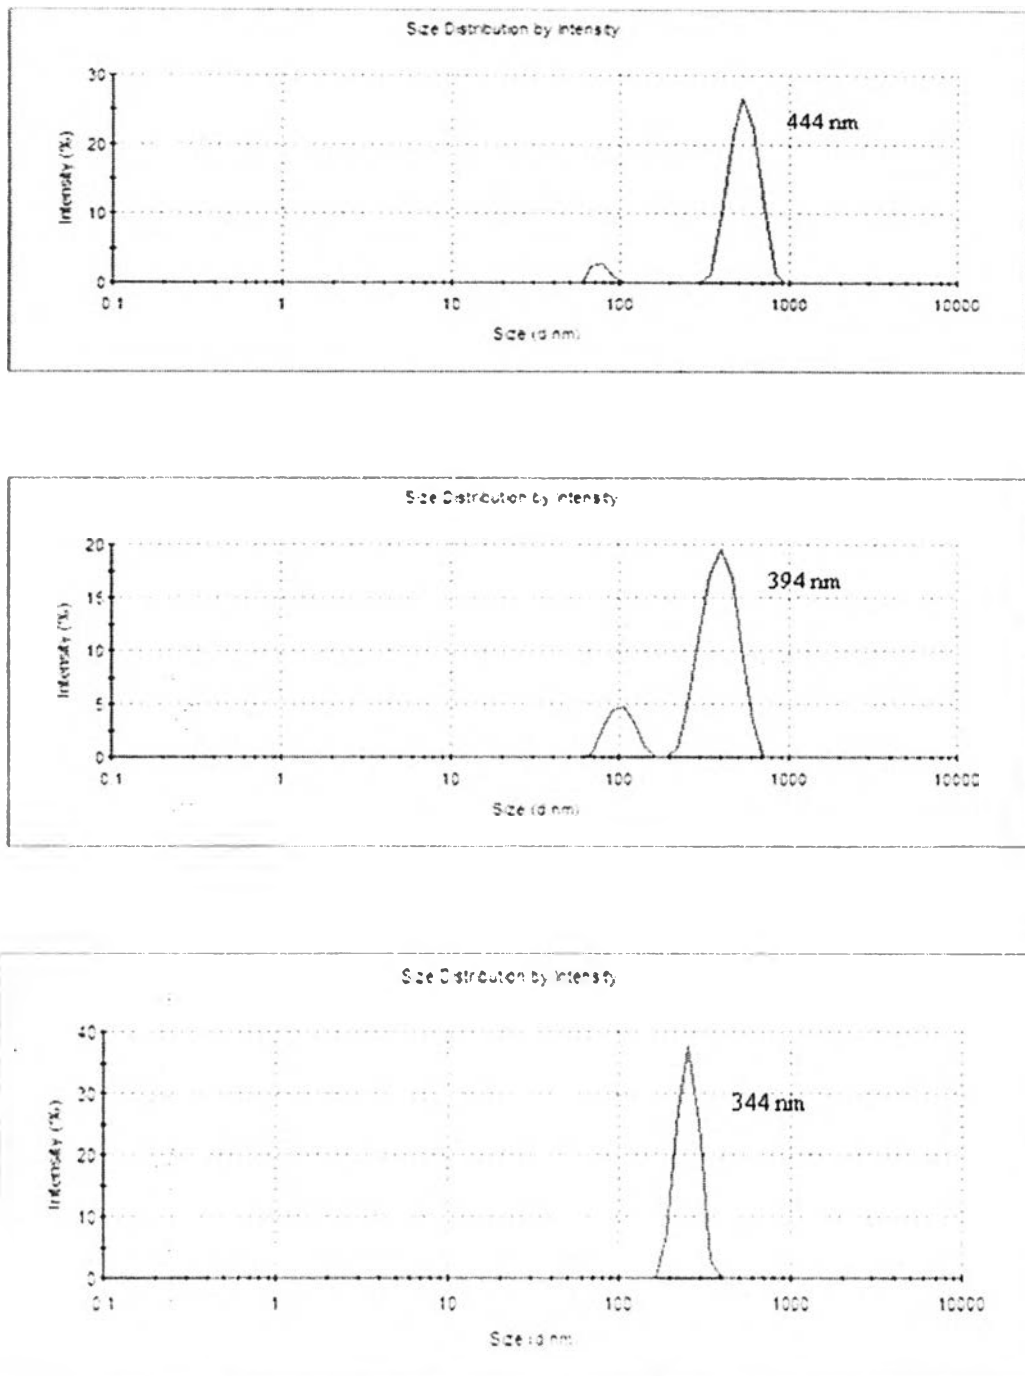 Size Distribution by Intensity
30
20
10
0
Intensity (%)
444 nm
0.1 1 10 100 1000 10000
Size (d.nm)
Size Distribution by Intensity
20
15
10
5
0
Intensity (%)
394 nm
0.1 1 10 100 1000 10000
Size (d.nm)
Size Distribution by Intensity
40
30
20
10
0
Intensity (%)
344 nm
0.1 1 10 100 1000 10000
Size (d.nm)